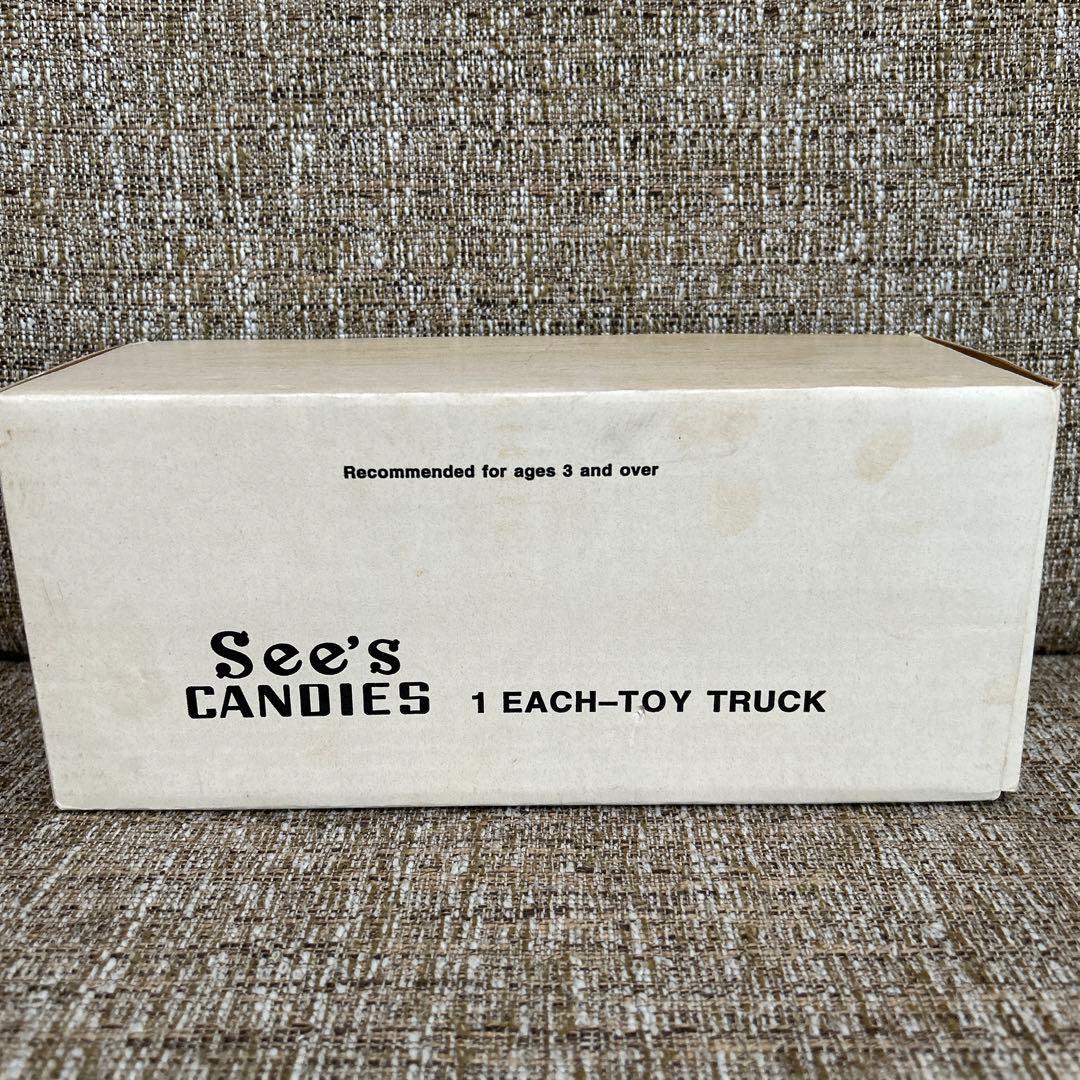 Recommended for ages 3 and over
See's
CANDIES 1 EACH–TOY TRUCK